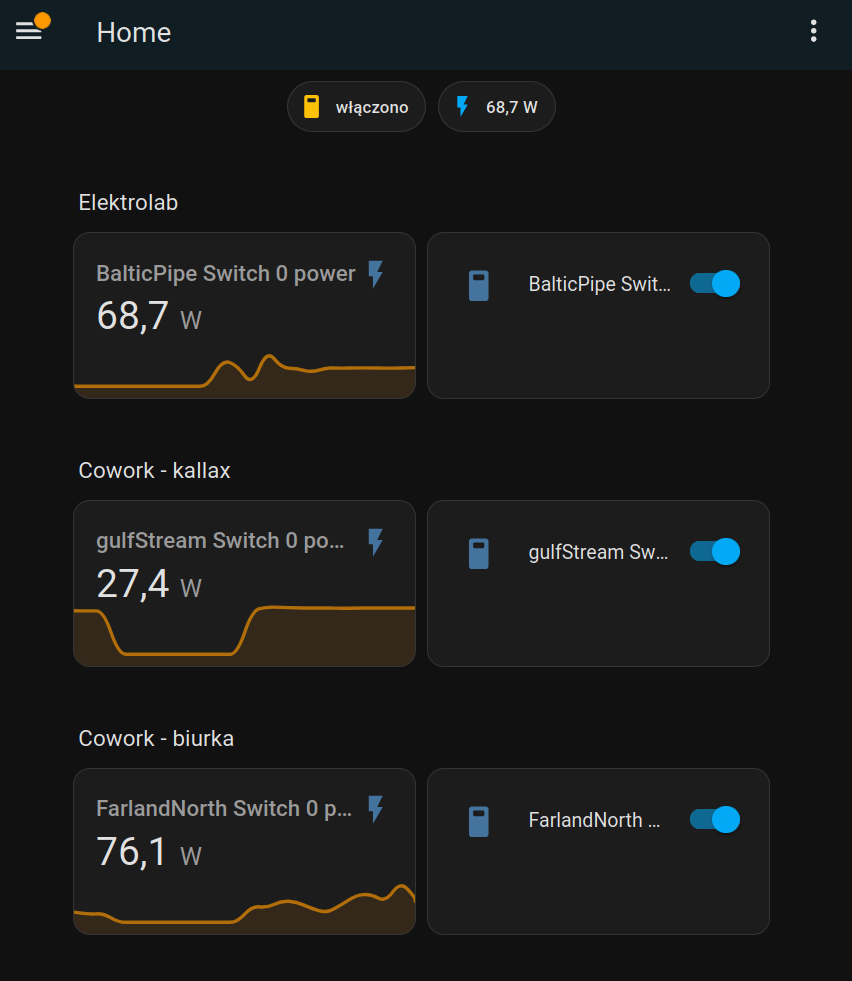 Home
włączono
68,7 W
Elektrolab
BalticPipe Switch 0 power
68,7 W
BalticPipe Swit...
Cowork - kallax
gulfStream Switch 0 po...
27,4 W
gulfStream Sw...
Cowork - biurka
FarlandNorth Switch 0 p...
76,1 W
FarlandNorth ...